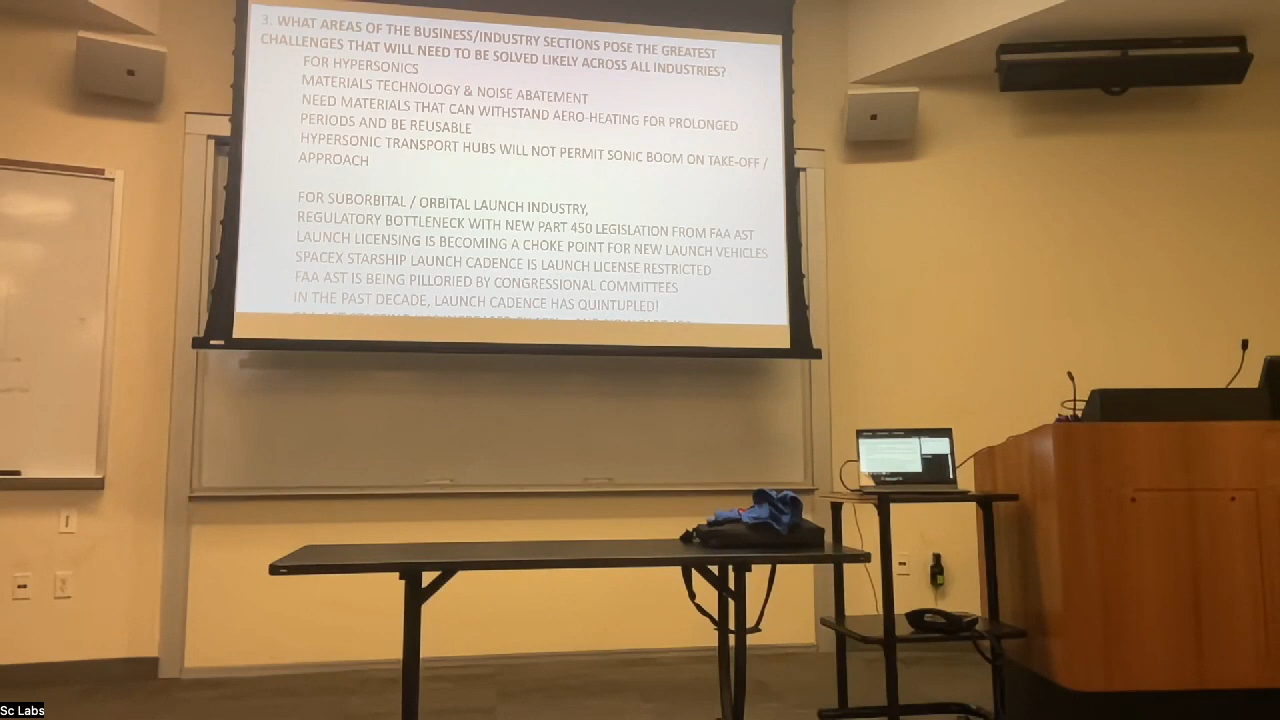 3. WHAT AREAS OF THE BUSINESS/INDUSTRY SECTIONS POSE THE GREATEST
CHALLENGES THAT WILL NEED TO BE SOLVED LIKELY ACROSS ALL INDUSTRIES?
FOR HYPERSONICS
MATERIALS TECHNOLOGY & NOISE ABATEMENT
NEED MATERIALS THAT CAN WITHSTAND AERO-HEATING FOR PROLONGED
PERIODS AND BE REUSABLE
HYPERSONIC TRANSPORT HUBS WILL NOT PERMIT SONIC BOOM ON TAKE-OFF /
APPROACH
FOR SUBORBITAL / ORBITAL LAUNCH INDUSTRY,
REGULATORY BOTTLENECK WITH NEW PART 450 LEGISLATION FROM FAA AST
LAUNCH LICENSING IS BECOMING A CHOKE POINT FOR NEW LAUNCH VEHICLES
SPACEX STARSHIP LAUNCH CADENCE IS LAUNCH LICENSE RESTRICTED
FAA AST IS BEING PILLORIED BY CONGRESSIONAL COMMITTEES
IN THE PAST DECADE, LAUNCH CADENCE HAS QUINTUPLED!
Sc Labs